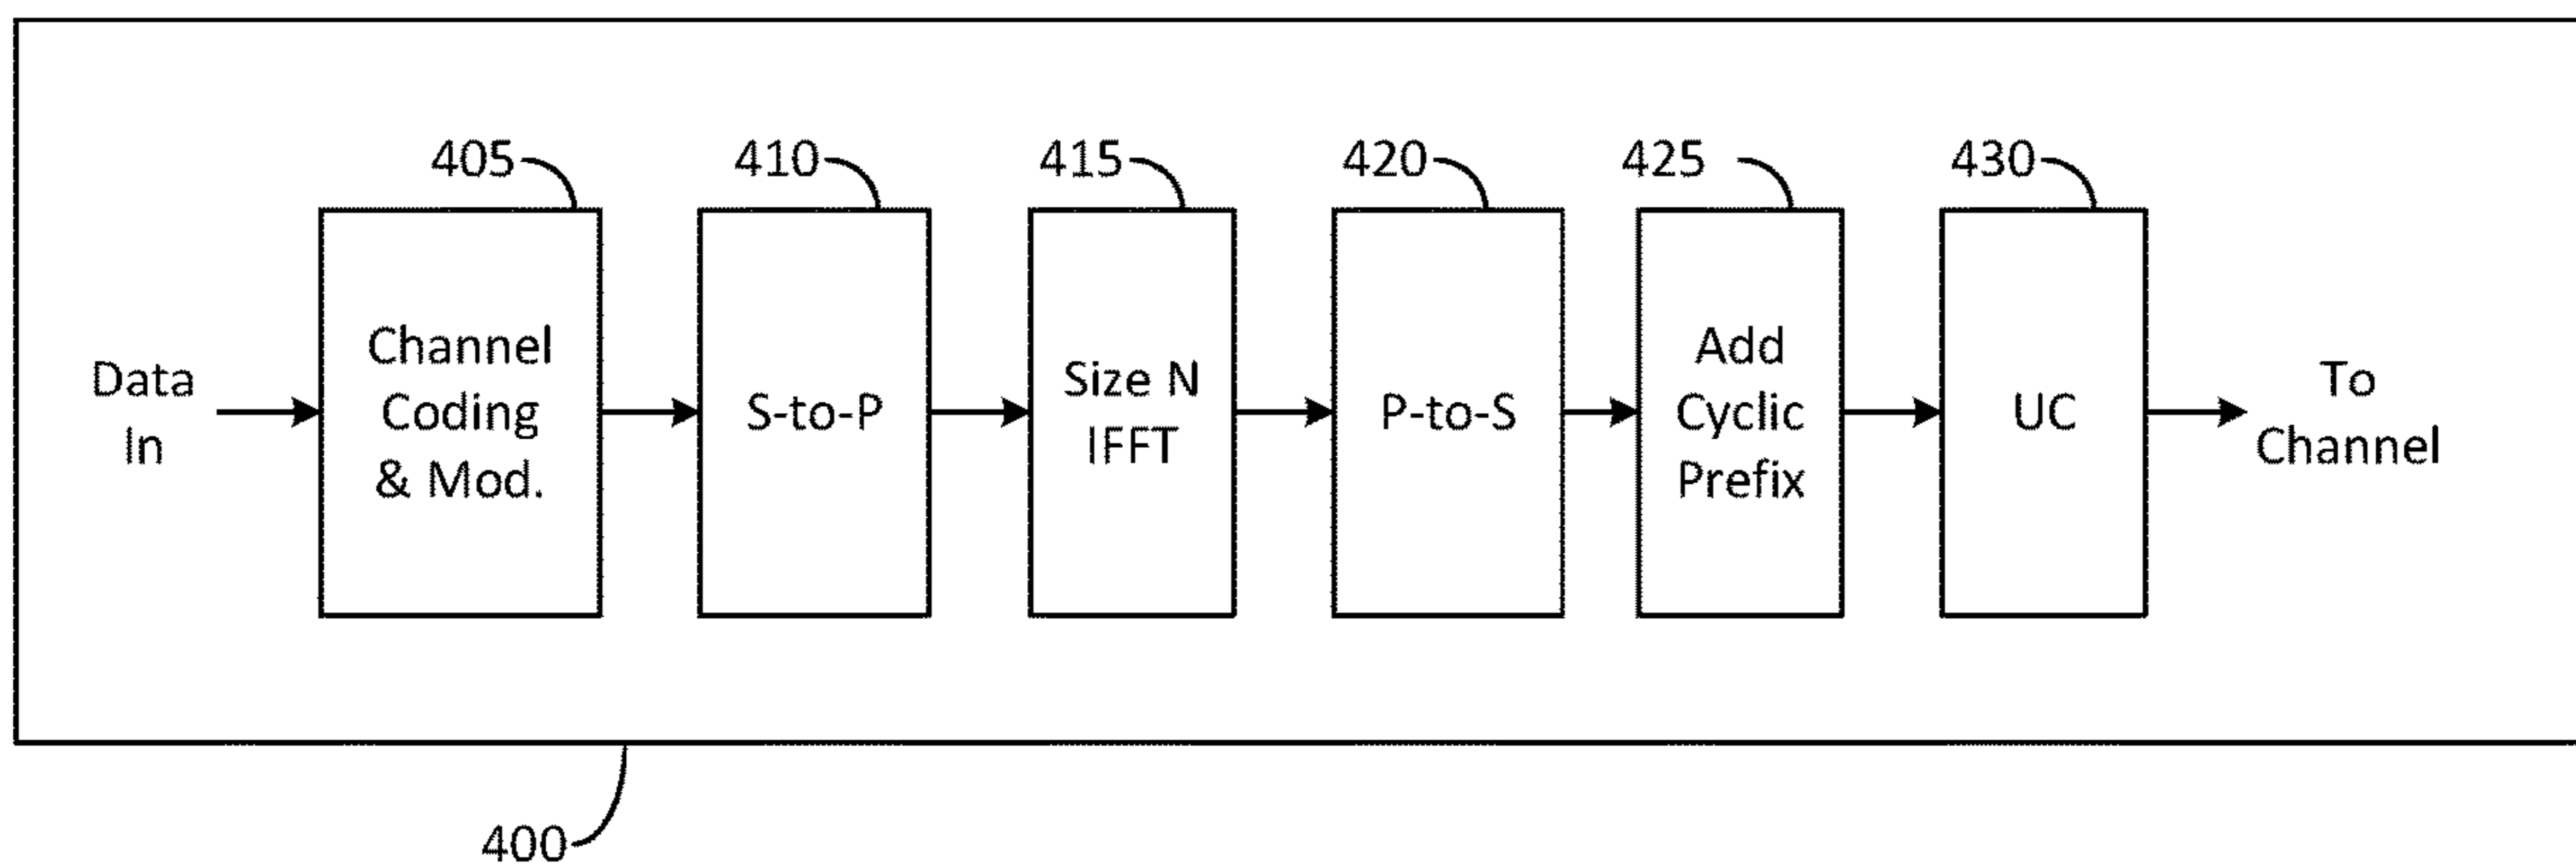 405
410
415
420
425
430
Data
In
Channel
Coding
& Mod.
S-to-P
Size N
IFFT
P-to-S
Add
Cyclic
Prefix
UC
To
Channel
400